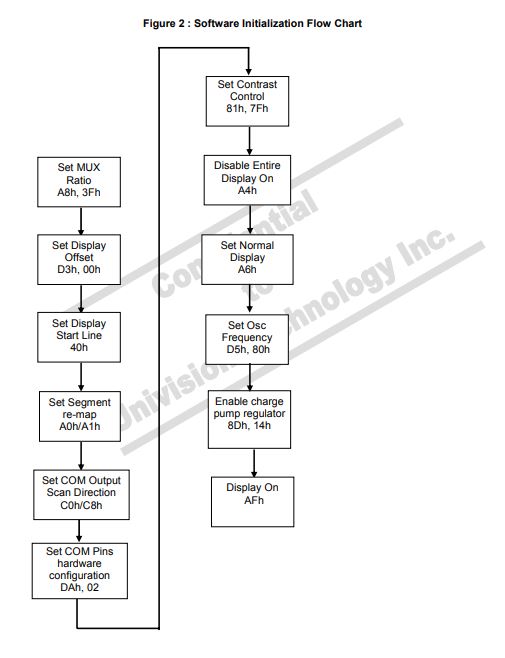 Figure 2 : Software Initialization Flow Chart
Set MUX
Ratio
A8h, 3Fh
Set Display
Offset
D3h, 00h
Set Display
Start Line
40h
Set Segment
re-map
A0h/A1h
Set COM Output
Scan Direction
C0h/C8h
Set COM Pins
hardware
configuration
DAh, 02
Set Contrast
Control
81h, 7Fh
Disable Entire
Display On
A4h
Set Normal
Display
A6h
Set Osc
Frequency
D5h, 80h
Enable charge
pump regulator
8Dh, 14h
Display On
AFh
to
Inc.